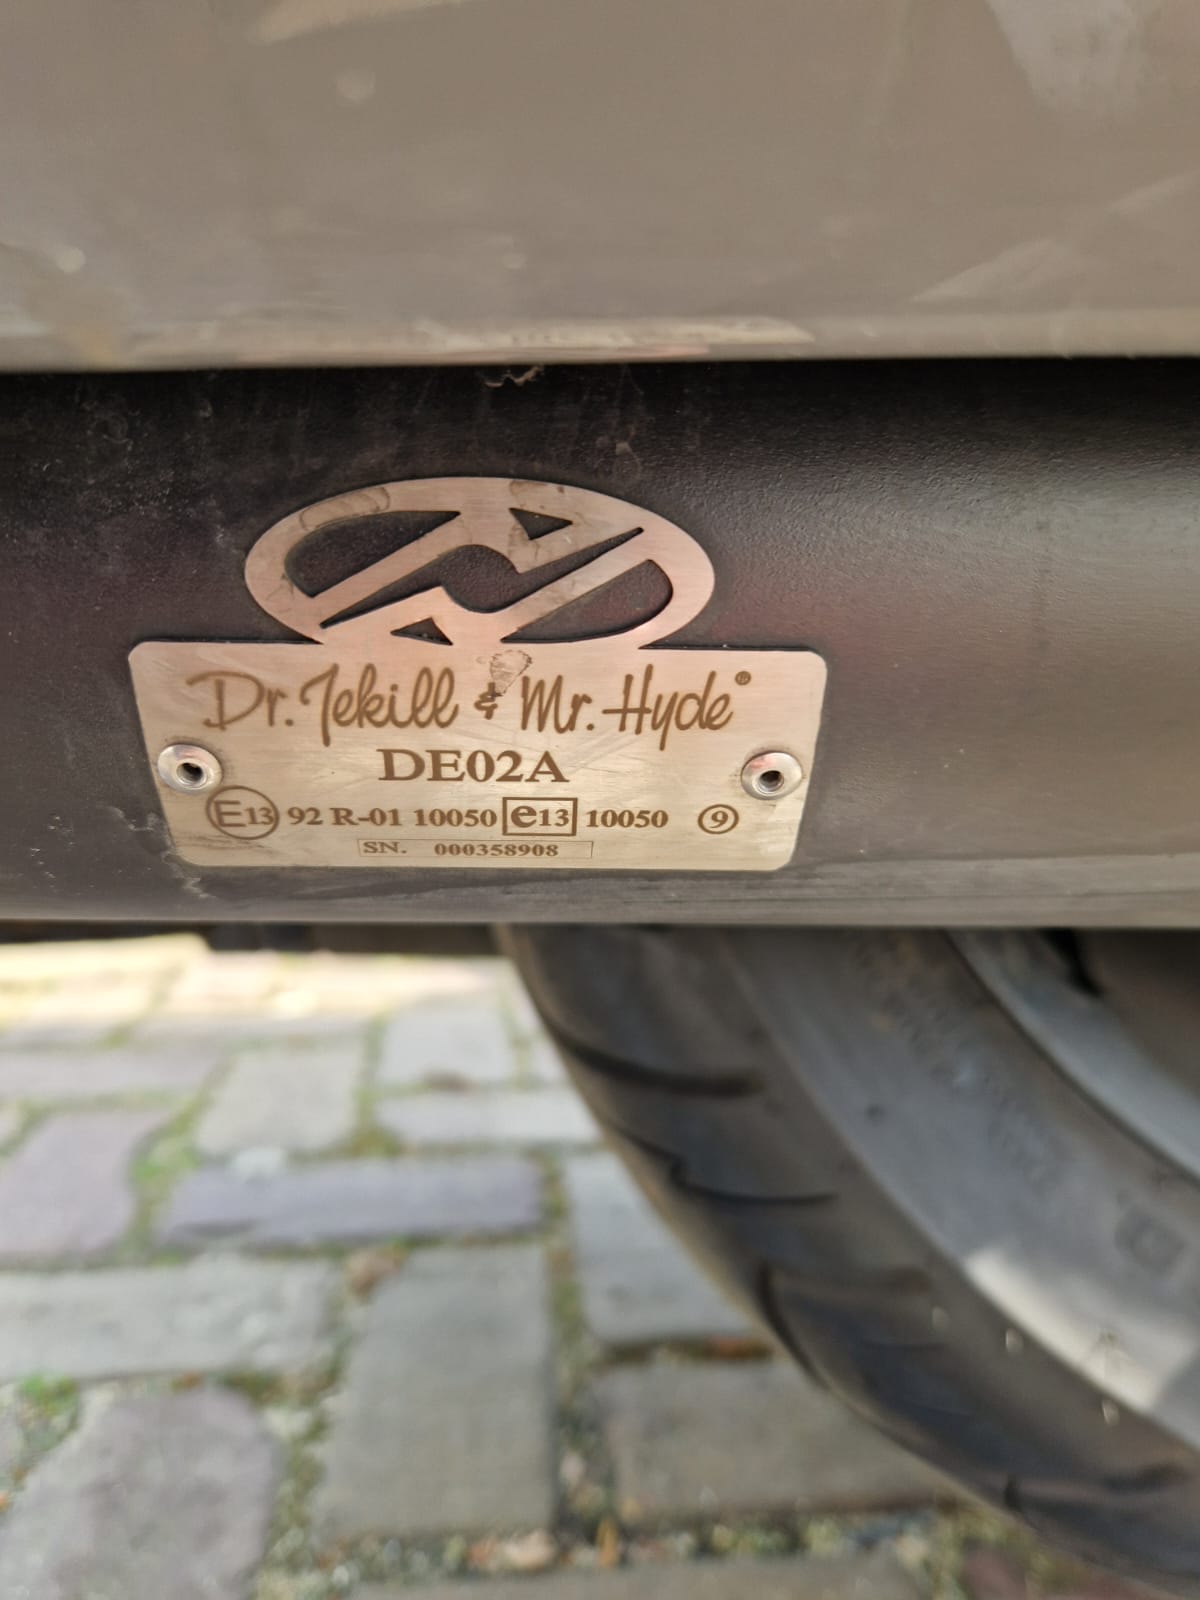 Dr. Jekill & Mr. Hyde®
DE02A
E13 92 R-01 10050 e13 10050 9
SN. 000358908